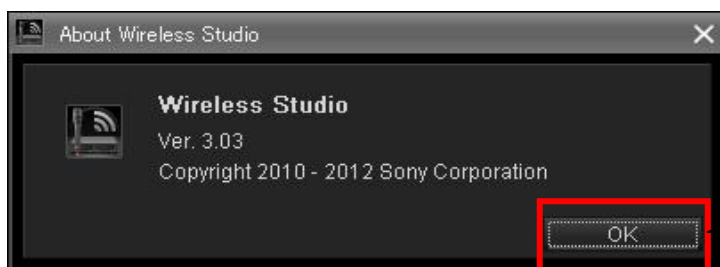 About Wireless Studio
Wireless Studio
Ver. 3.03
Copyright 2010 - 2012 Sony Corporation
OK